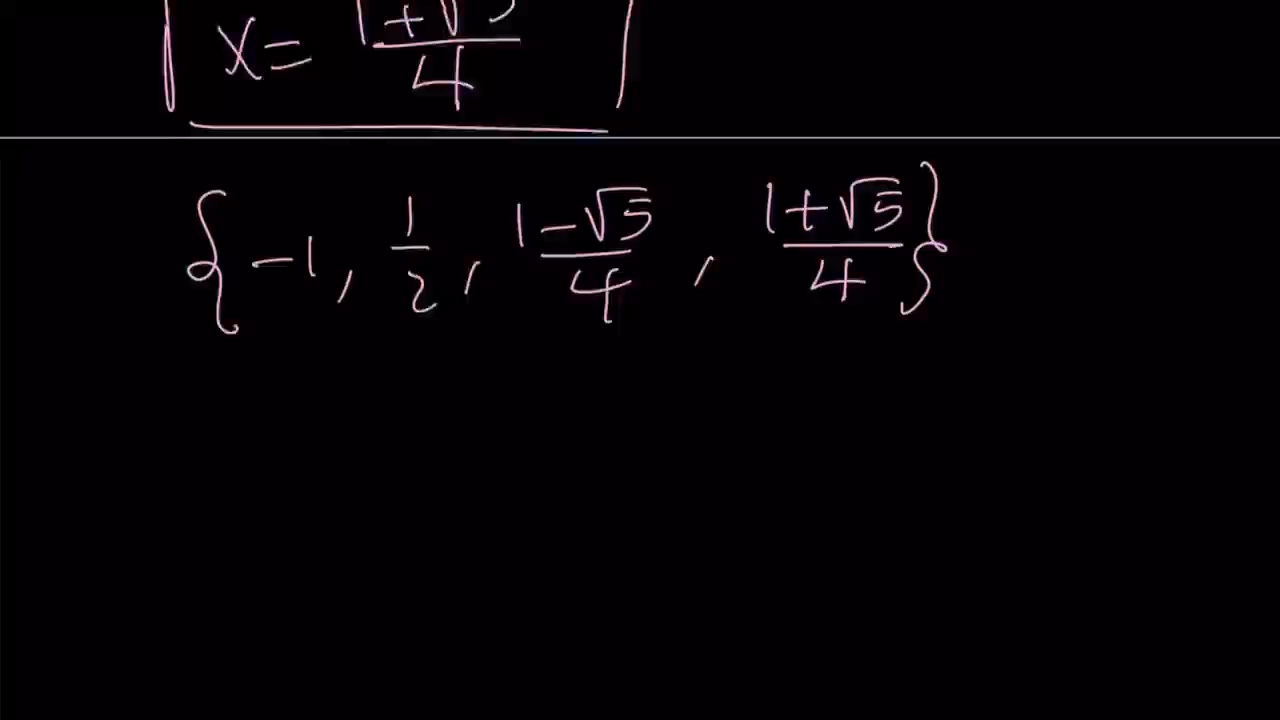 x = 1+√5/4
{-1, 1/2, 1-√5/4, 1+√5/4}